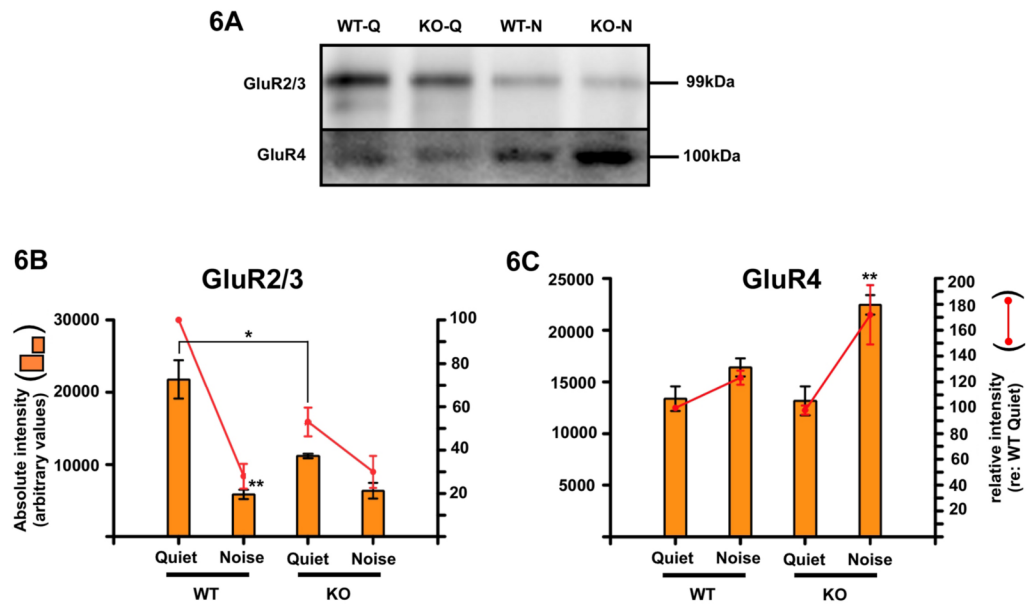 6A
WT-Q KO-Q WT-N KO-N
GluR2/3
99kDa
GluR4
100kDa
6B
GluR2/3
Absolute intensity
(arbitrary values)
( )
30000
20000
10000
*
**
100
80
60
40
20
Quiet Noise Quiet Noise
WT KO
6C
GluR4
25000
20000
15000
10000
5000
**
200
180
160
140
120
100
80
60
40
20
0
relative intensity
(re: WT Quiet)
( )
Quiet Noise Quiet Noise
WT KO